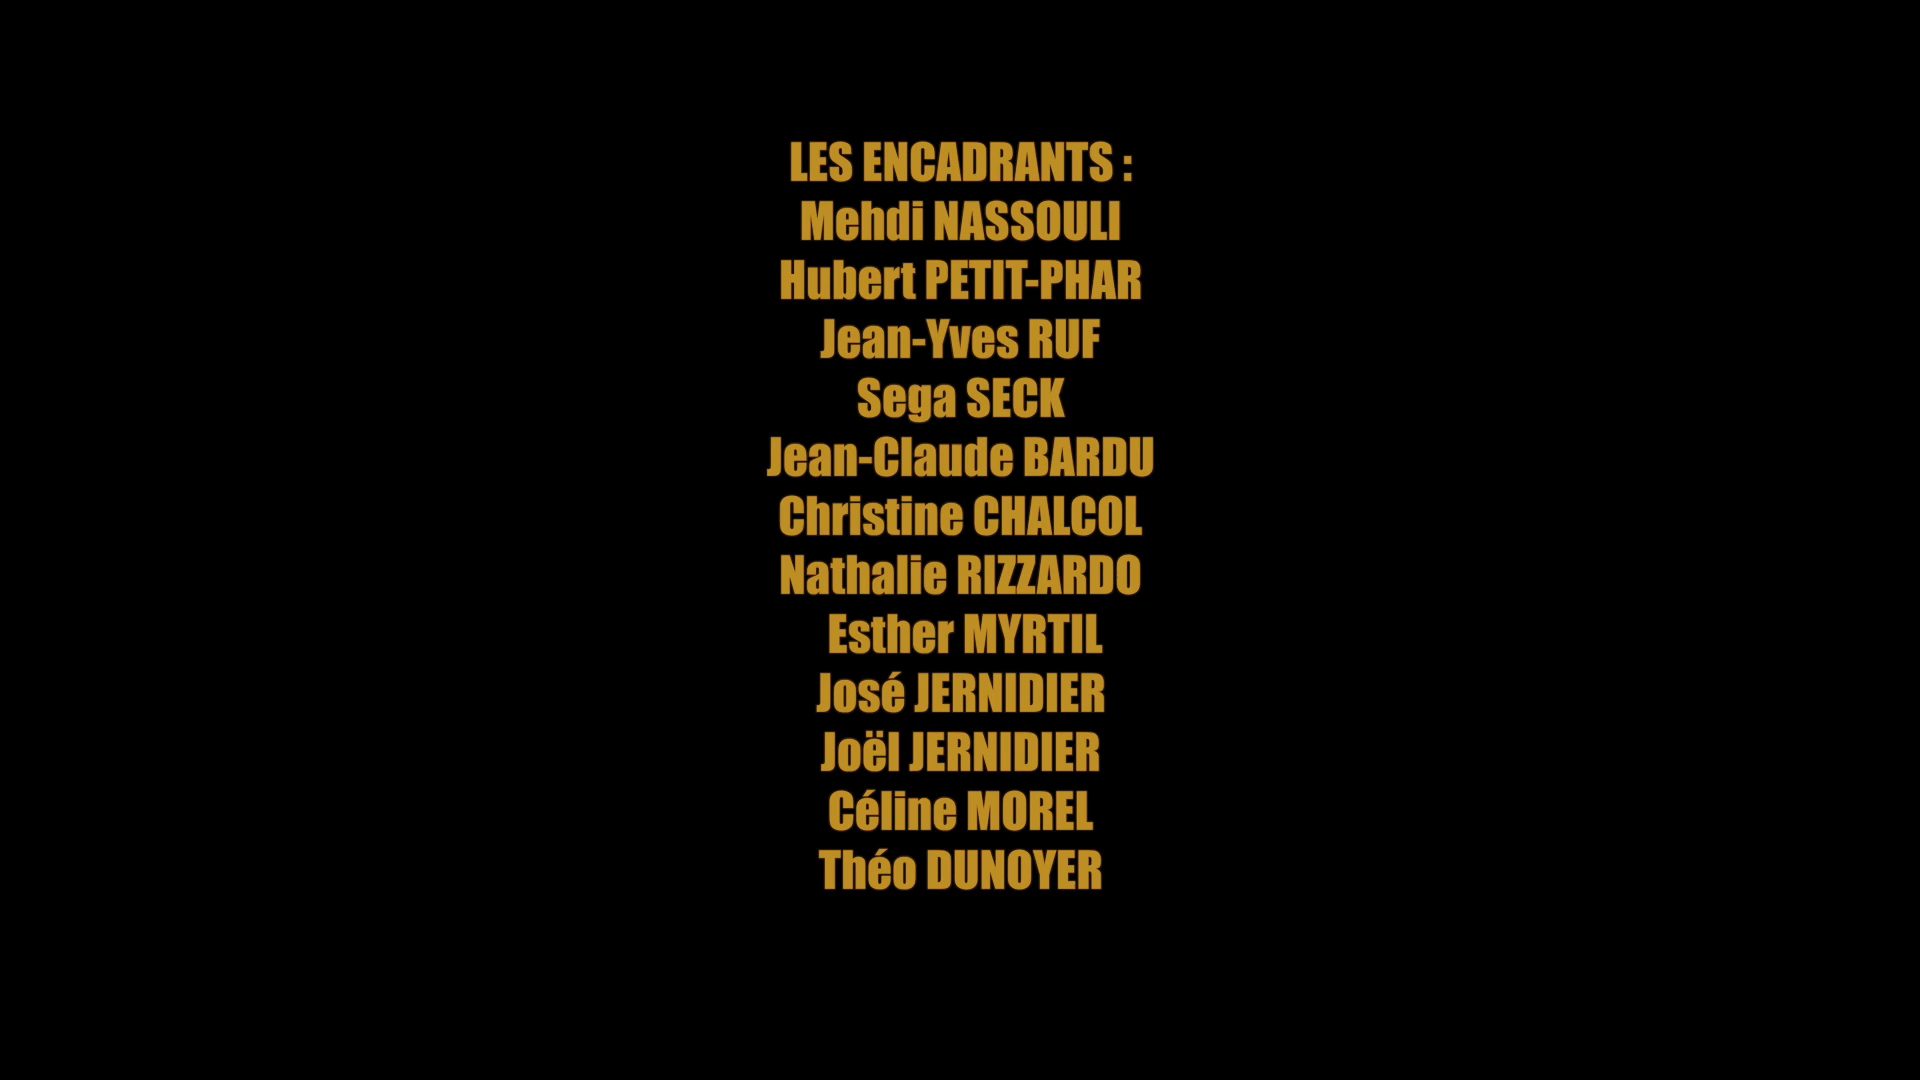 LES ENCADRANTS :
Mehdi NASSOULI
Hubert PETIT-PHAR
Jean-Yves RUF
Sega SECK
Jean-Claude BARDU
Christine CHALCOL
Nathalie RIZZARDO
Esther MYRTIL
José JERNIDIER
Joël JERNIDIER
Céline MOREL
Théo DUNOYER